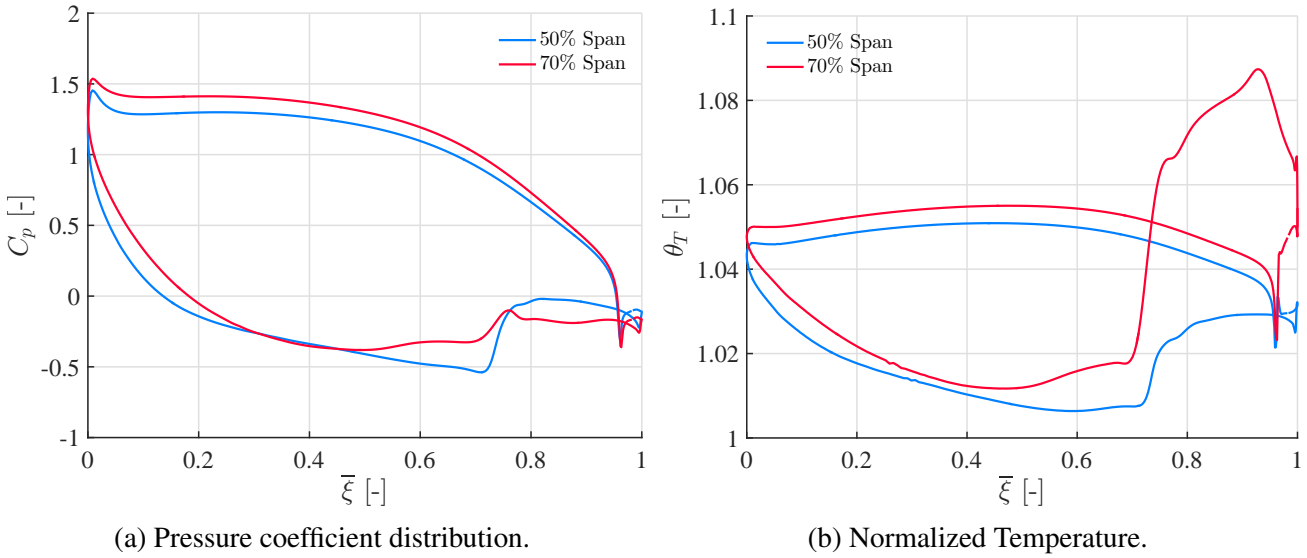 2
1.5
1
0.5
0
-0.5
-1
C_p [-]
50% Span
70% Span
0 0.2 0.4 0.6 0.8 1
ξ̅ [-]
(a) Pressure coefficient distribution.
1.1
1.08
1.06
1.04
1.02
1
θ_T [-]
50% Span
70% Span
0 0.2 0.4 0.6 0.8 1
ξ̅ [-]
(b) Normalized Temperature.